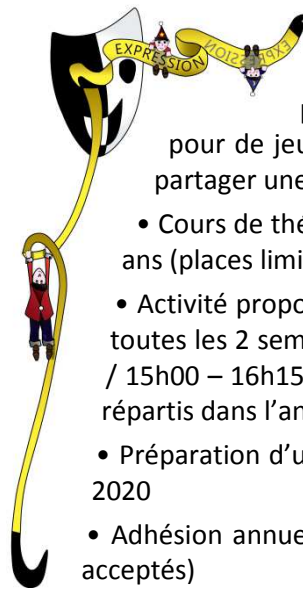 EXPRESSION
EXPRESSION
pour de jeu
partager une
• Cours de thé
ans (places limi
• Activité propo
toutes les 2 sem
/ 15h00 – 16h15
répartis dans l’an
• Préparation d’u
2020
• Adhésion annue
acceptés)